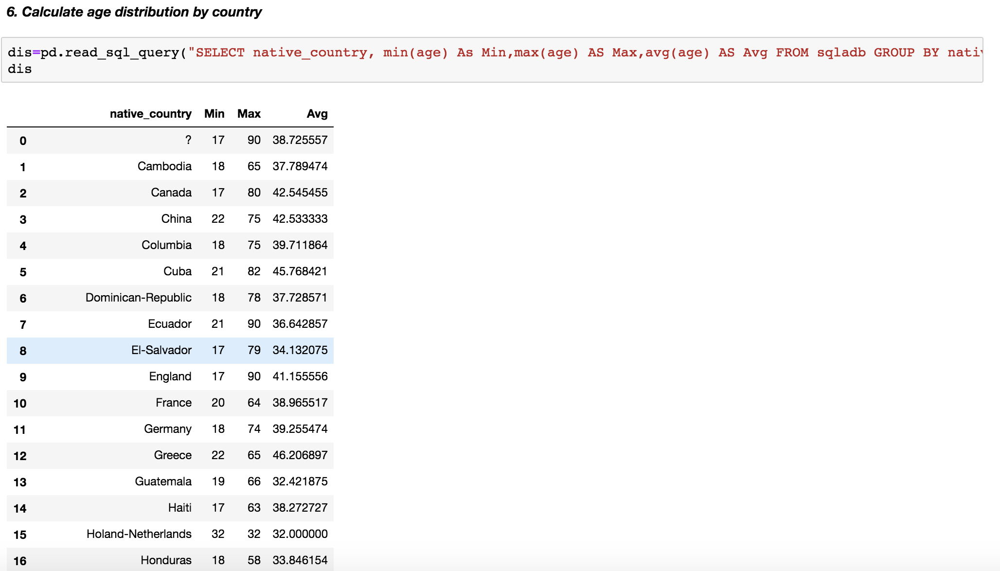 6. Calculate age distribution by country
dis=pd.read_sql_query("SELECT native_country, min(age) As Min,max(age) AS Max,avg(age) AS Avg FROM sqladb GROUP BY nati
dis
native_country Min Max Avg
0 ? 17 90 38.725557
1 Cambodia 18 65 37.789474
2 Canada 17 80 42.545455
3 China 22 75 42.533333
4 Columbia 18 75 39.711864
5 Cuba 21 82 45.768421
6 Dominican-Republic 18 78 37.728571
7 Ecuador 21 90 36.642857
8 El-Salvador 17 79 34.132075
9 England 17 90 41.155556
10 France 20 64 38.965517
11 Germany 18 74 39.255474
12 Greece 22 65 46.206897
13 Guatemala 19 66 32.421875
14 Haiti 17 63 38.272727
15 Holand-Netherlands 32 32 32.000000
16 Honduras 18 58 33.846154